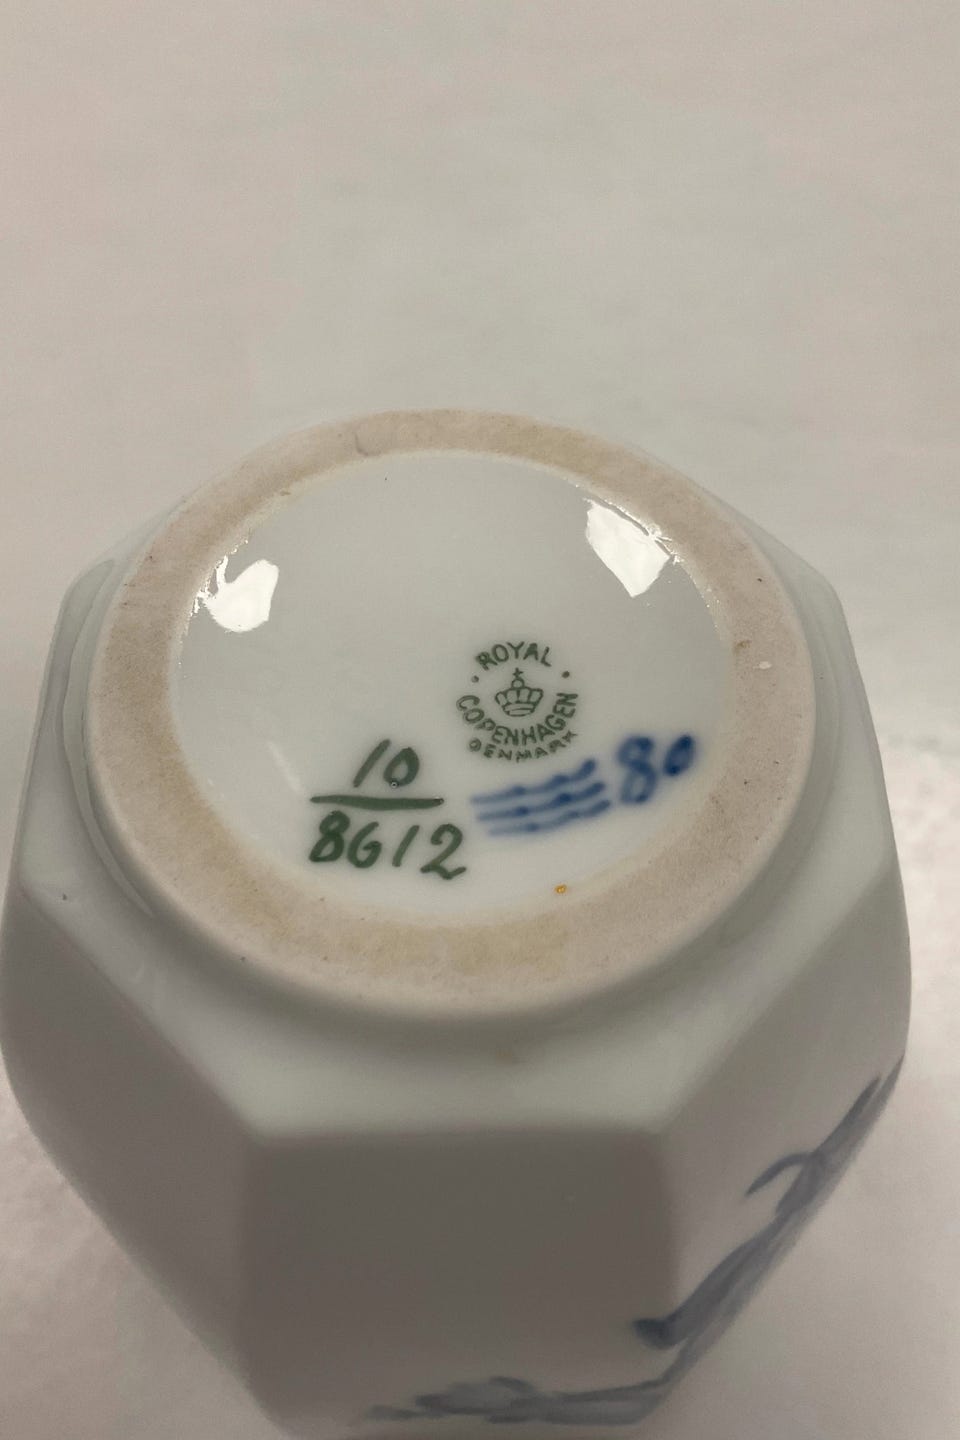 ROYAL
COPENHAGEN
DENMARK
10
8612
80